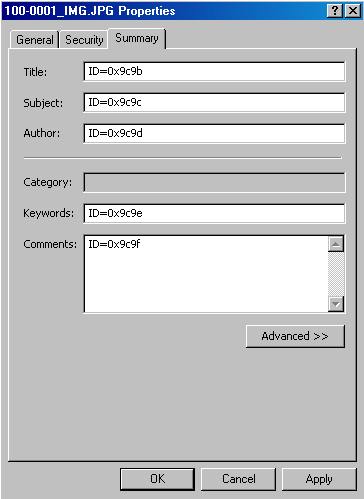 100-0001_IMG.JPG Properties
General Security Summary
Title: ID=0x9c9b
Subject: ID=0x9c9c
Author: ID=0x9c9d
Category:
Keywords: ID=0x9c9e
Comments: ID=0x9c9f
Advanced >>
OK Cancel Apply